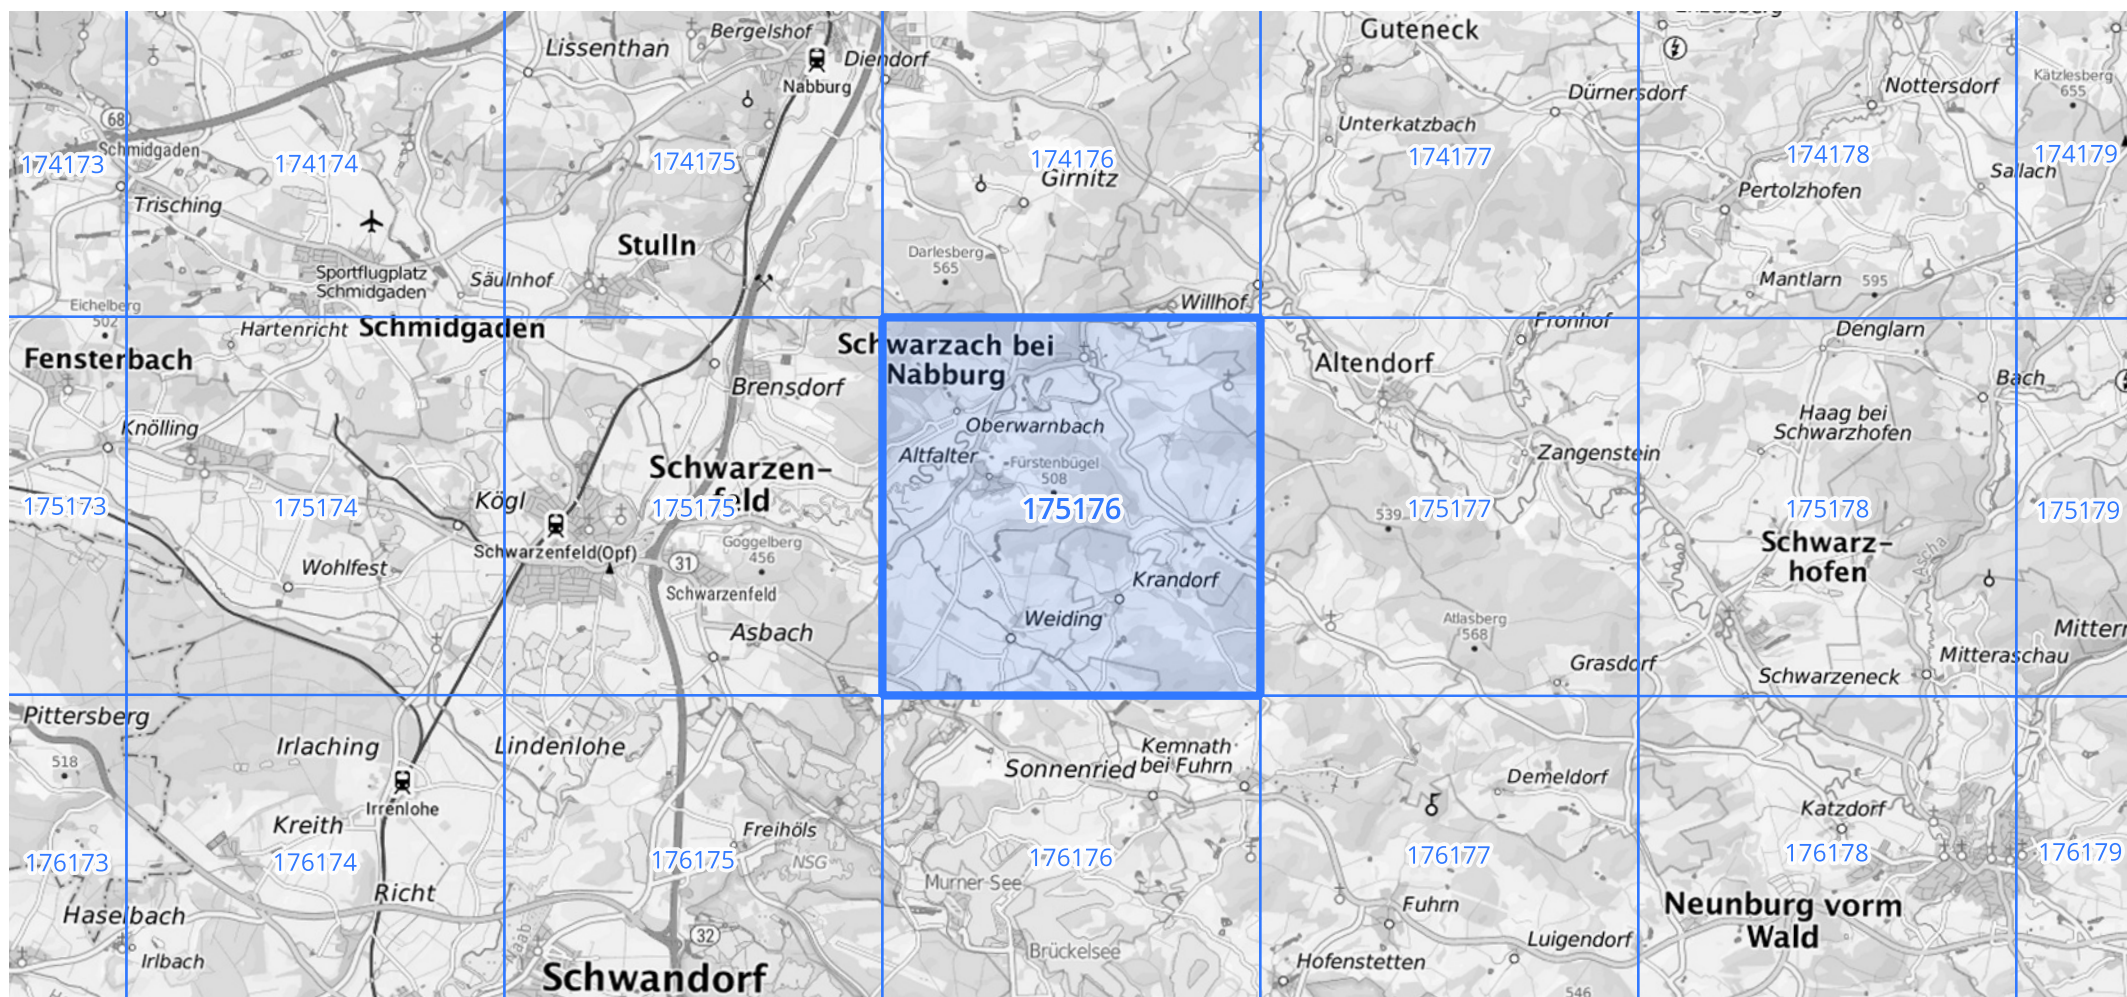 Guteneck
Bergelshof
Lissenthan
Diendorf
Nabburg
Kätzlesberg
655
Nottersdorf
Dürnersdorf
68
Unterkatzbach
Schmidgaden
174173
174174
174175
174176
174177
174178
174179
Girnitz
Sallach
Pertolzhofen
Trisching
Stulln
Darlesberg
565
Sportflugplatz
Schmidgaden
Säulnhof
Mantlarn
595
Willhof
Eichelberg
502
Hartenricht
Schmidgaden
Fronhof
Denglarn
Fensterbach
Schwarzach bei
Nabburg
Altendorf
Brensdorf
Bach
Knölling
Oberwarnbach
Haag bei
Schwarzhofen
Altfalter
Fürstenbügel
508
Zangenstein
Schwarzen-
feld
Kögl
175173
175174
175175
175176
175177
175178
175179
539
Schwarzenfeld(Opf)
Goggelberg
456
31
Schwarzenfeld
Schwarz-
hofen
Ascha
Wohlfest
Krandorf
Weiding
Asbach
Atlasberg
568
Mitterr
Grasdorf
Mitteraschau
Schwarzeneck
Pittersberg
518
Irlaching
Lindenlohe
Sonnenried
Kemnath
bei Fuhrn
Demeldorf
Irrenlohe
Kreith
Freihöls
NSG
Katzdorf
176173
176174
176175
176176
176177
176178
176179
Murner See
Richt
Haselbach
Fuhrn
Neunburg vorm
Wald
32
Naab
Brückelsee
Luigendorf
Irlbach
Hofenstetten
Schwandorf
546